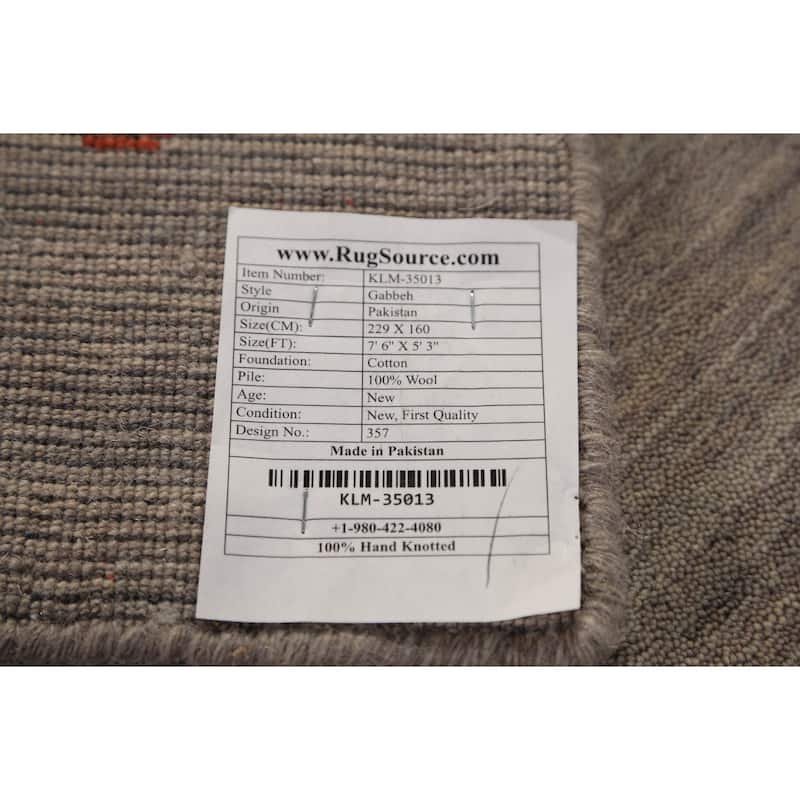 www.RugSource.com
Item Number: KLM-35013
Style Gabbeh
Origin Pakistan
Size(CM): 229 X 160
Size(FT): 7' 6" X 5' 3"
Foundation: Cotton
Pile: 100% Wool
Age: New
Condition: New, First Quality
Design No.: 357
Made in Pakistan
KLM-35013
+1-980-422-4080
100% Hand Knotted